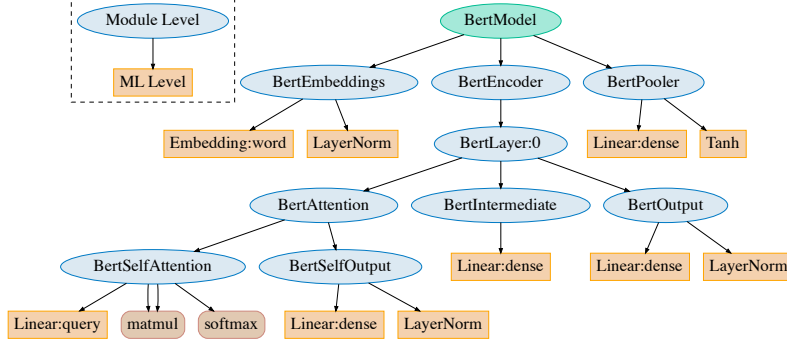 Module Level
BertModel
ML Level
BertEmbeddings
BertEncoder
BertPooler
Embedding:word
LayerNorm
BertLayer:0
Linear:dense
Tanh
BertAttention
BertIntermediate
BertOutput
BertSelfAttention
BertSelfOutput
Linear:dense
Linear:dense
LayerNorm
Linear:query
matmul
softmax
Linear:dense
LayerNorm